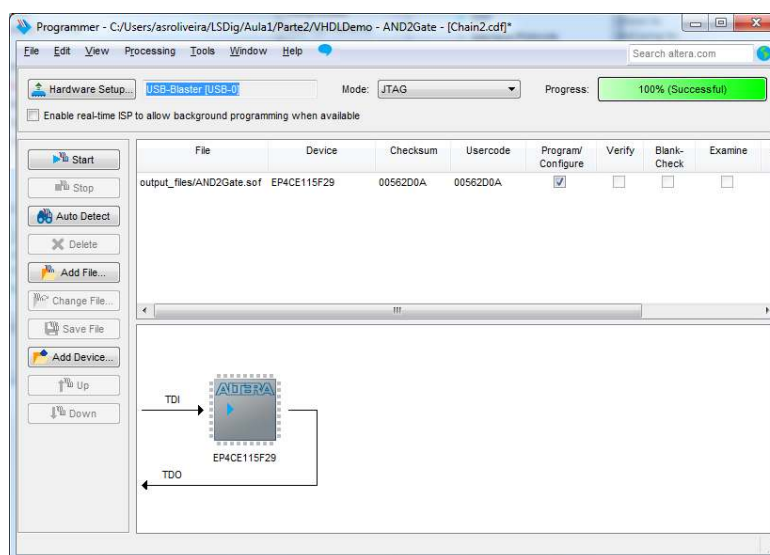 Programmer - C:/Users/asroliveira/LSDig/Aula1/Parte2/VHDLDemo - AND2Gate - [Chain2.cdf]*
File Edit View Processing Tools Window Help
Search altera.com
Hardware Setup... USB-Blaster [USB-0] Mode: JTAG Progress: 100% (Successful)
Enable real-time ISP to allow background programming when available
Start
Stop
Auto Detect
Delete
Add File...
Change File...
Save File
Add Device...
Up
Down
File Device Checksum Usercode Program/ Configure Verify Blank- Check Examine
output_files/AND2Gate.sof EP4CE115F29 00562D0A 00562D0A
TDI
ALTERA
EP4CE115F29
TDO